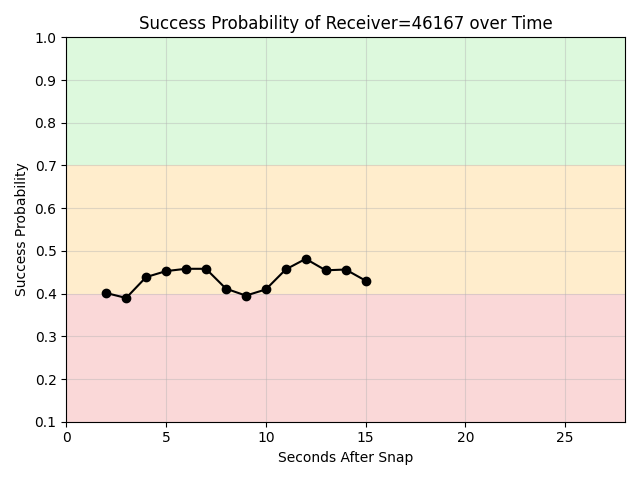 Success Probability of Receiver=46167 over Time
1.0
0.9
0.8
0.7
0.6
0.5
0.4
0.3
0.2
0.1
Success Probability
0 5 10 15 20 25
Seconds After Snap